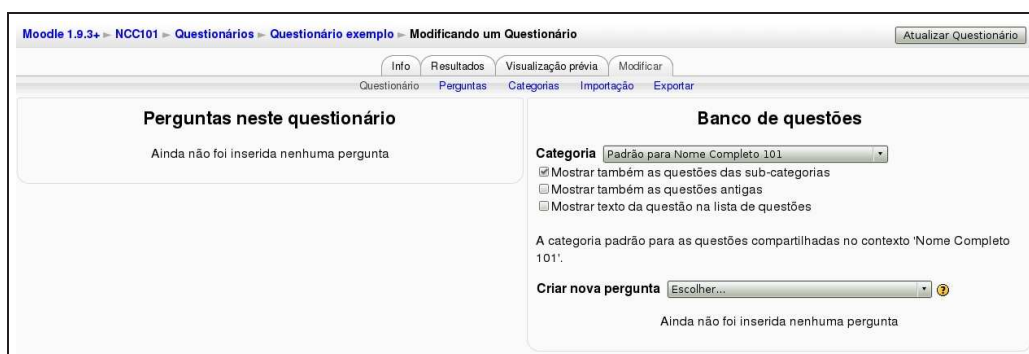 Moodle 1.9.3+ ► NCC101 ► Questionários ► Questionário exemplo ► Modificando um Questionário
Atualizar Questionário
Info Resultados Visualização prévia Modificar
Questionário Perguntas Categorias Importação Exportar
Perguntas neste questionário
Ainda não foi inserida nenhuma pergunta
Banco de questões
Categoria Padrão para Nome Completo 101
Mostrar também as questões das sub-categorias
Mostrar também as questões antigas
Mostrar texto da questão na lista de questões
A categoria padrão para as questões compartilhadas no contexto 'Nome Completo
101'.
Criar nova pergunta Escolher... ?
Ainda não foi inserida nenhuma pergunta